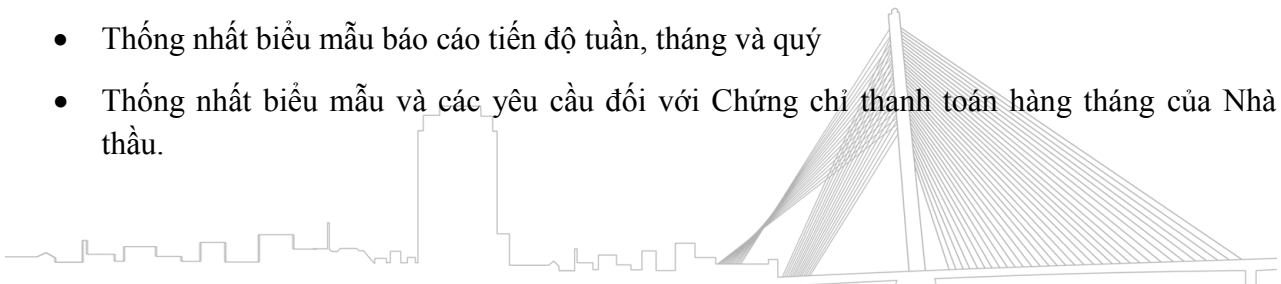 • Thống nhất biểu mẫu báo cáo tiến độ tuần, tháng và quý
• Thống nhất biểu mẫu và các yêu cầu đối với Chứng chỉ thanh toán hàng tháng của Nhà
thầu.